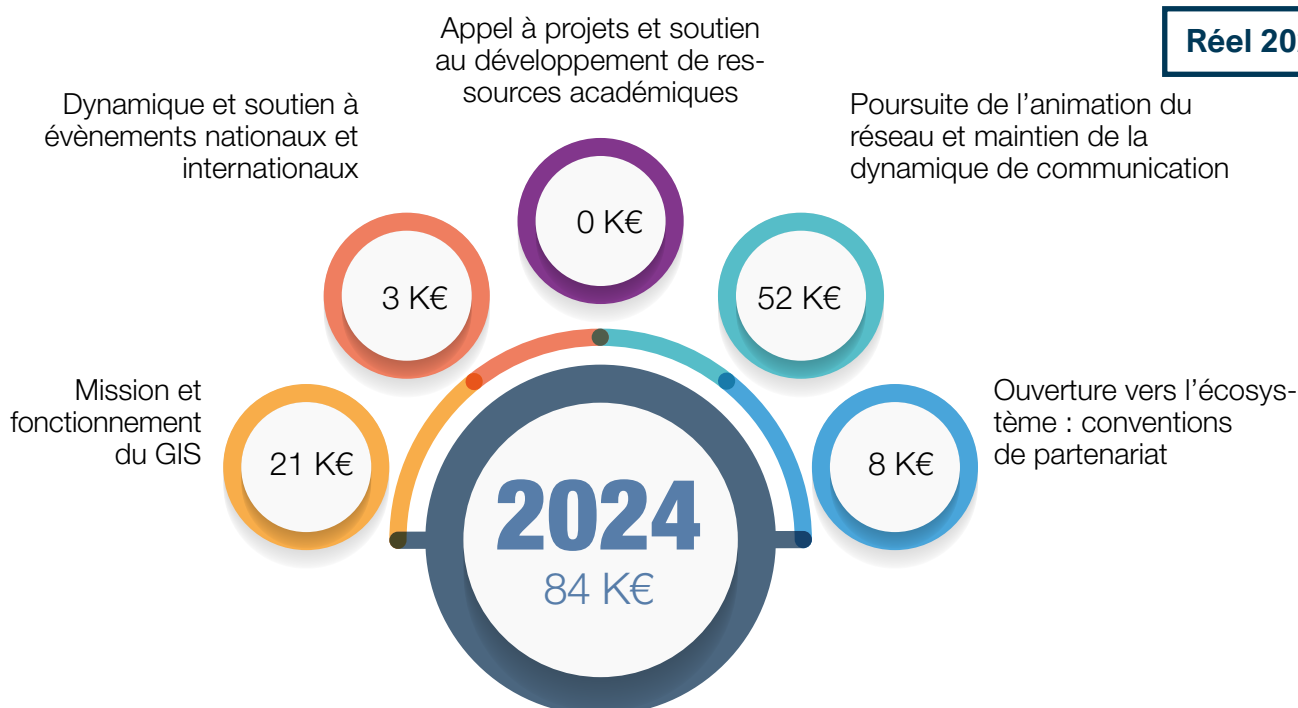 Appel à projets et soutien
au développement de res-
sources académiques
Réel 202
Dynamique et soutien à
évènements nationaux et
internationaux
Poursuite de l’animation du
réseau et maintien de la
dynamique de communication
0 K€
3 K€
52 K€
Mission et
fonctionnement
du GIS
21 K€
Ouverture vers l’écosys-
tème : conventions
de partenariat
8 K€
2024
84 K€